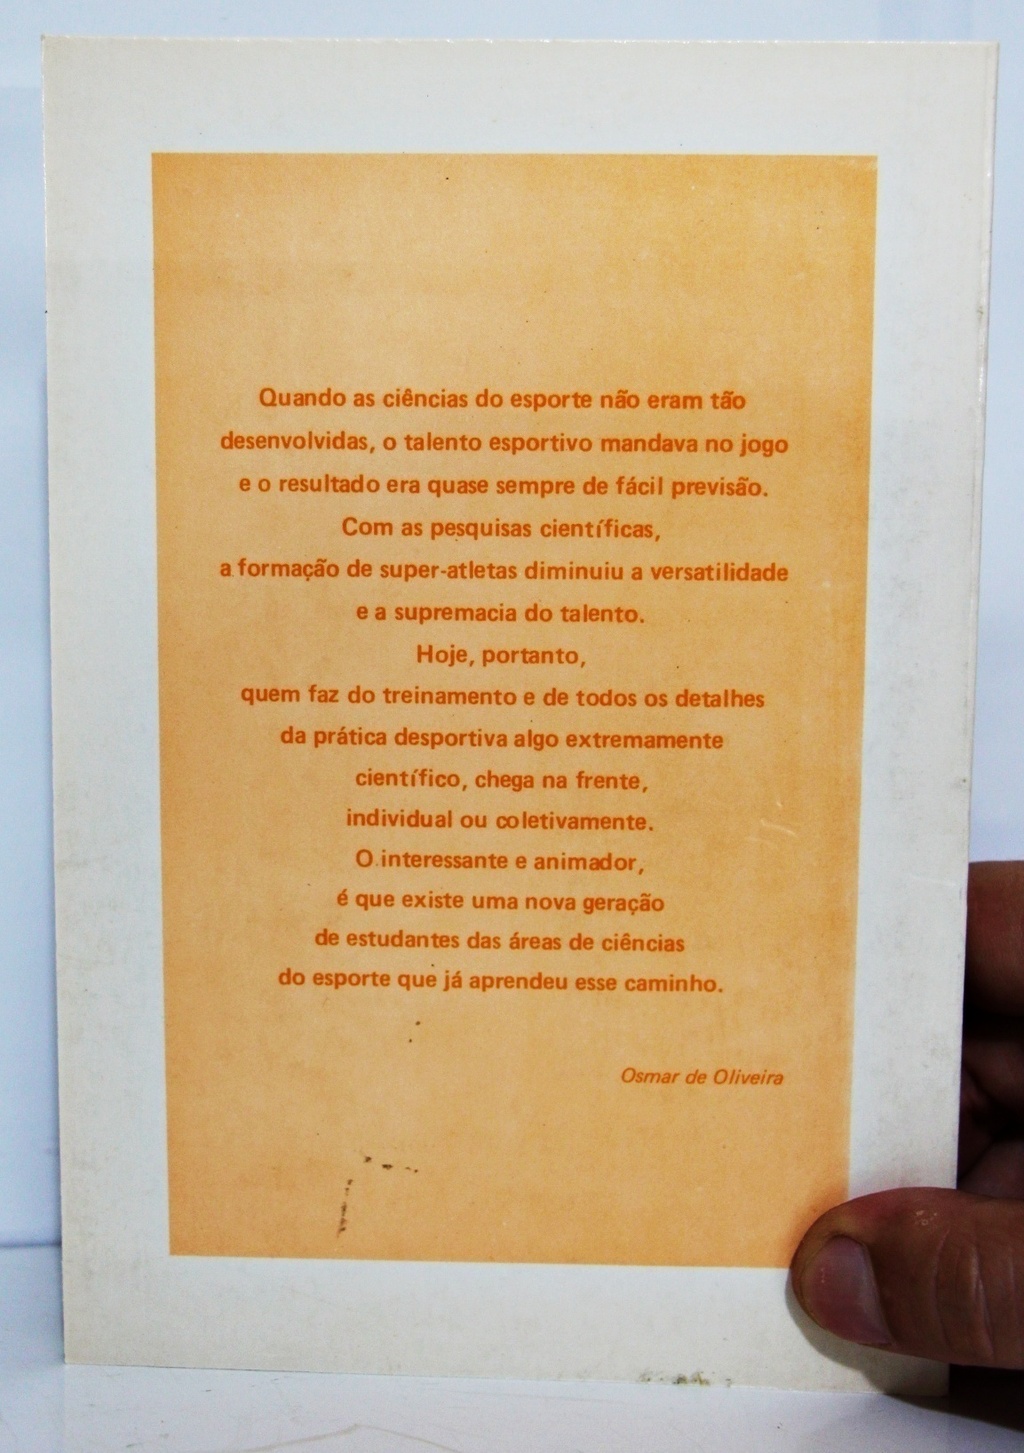 Quando as ciências do esporte não eram tão
desenvolvidas, o talento esportivo mandava no jogo
e o resultado era quase sempre de fácil previsão.
Com as pesquisas científicas,
a formação de super-atletas diminuiu a versatilidade
e a supremacia do talento.
Hoje, portanto,
quem faz do treinamento e de todos os detalhes
da prática desportiva algo extremamente
científico, chega na frente,
individual ou coletivamente.
O interessante e animador,
é que existe uma nova geração
de estudantes das áreas de ciências
do esporte que já aprendeu esse caminho.
Osmar de Oliveira